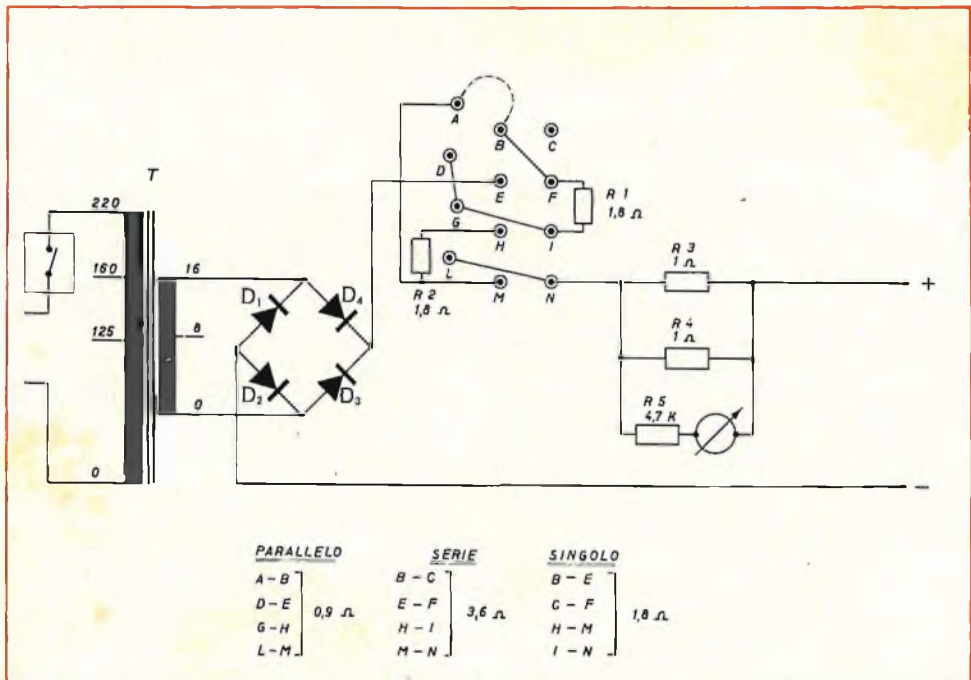 T
220
160
125
0
16
8
0
D1
D4
D2
D3
A
B
C
D
E
F
G
H
I
L
M
N
R 1
1,8 Ω
R 2
1,8 Ω
R 3
1 Ω
R 4
1 Ω
R 5
4,7 K
+
−
PARALLELO
A – B
D – E
G – H
L – M
0,9 Ω
SERIE
B – C
E – F
H – I
M – N
3,6 Ω
SINGOLO
B – E
C – F
H – M
I – N
1,8 Ω